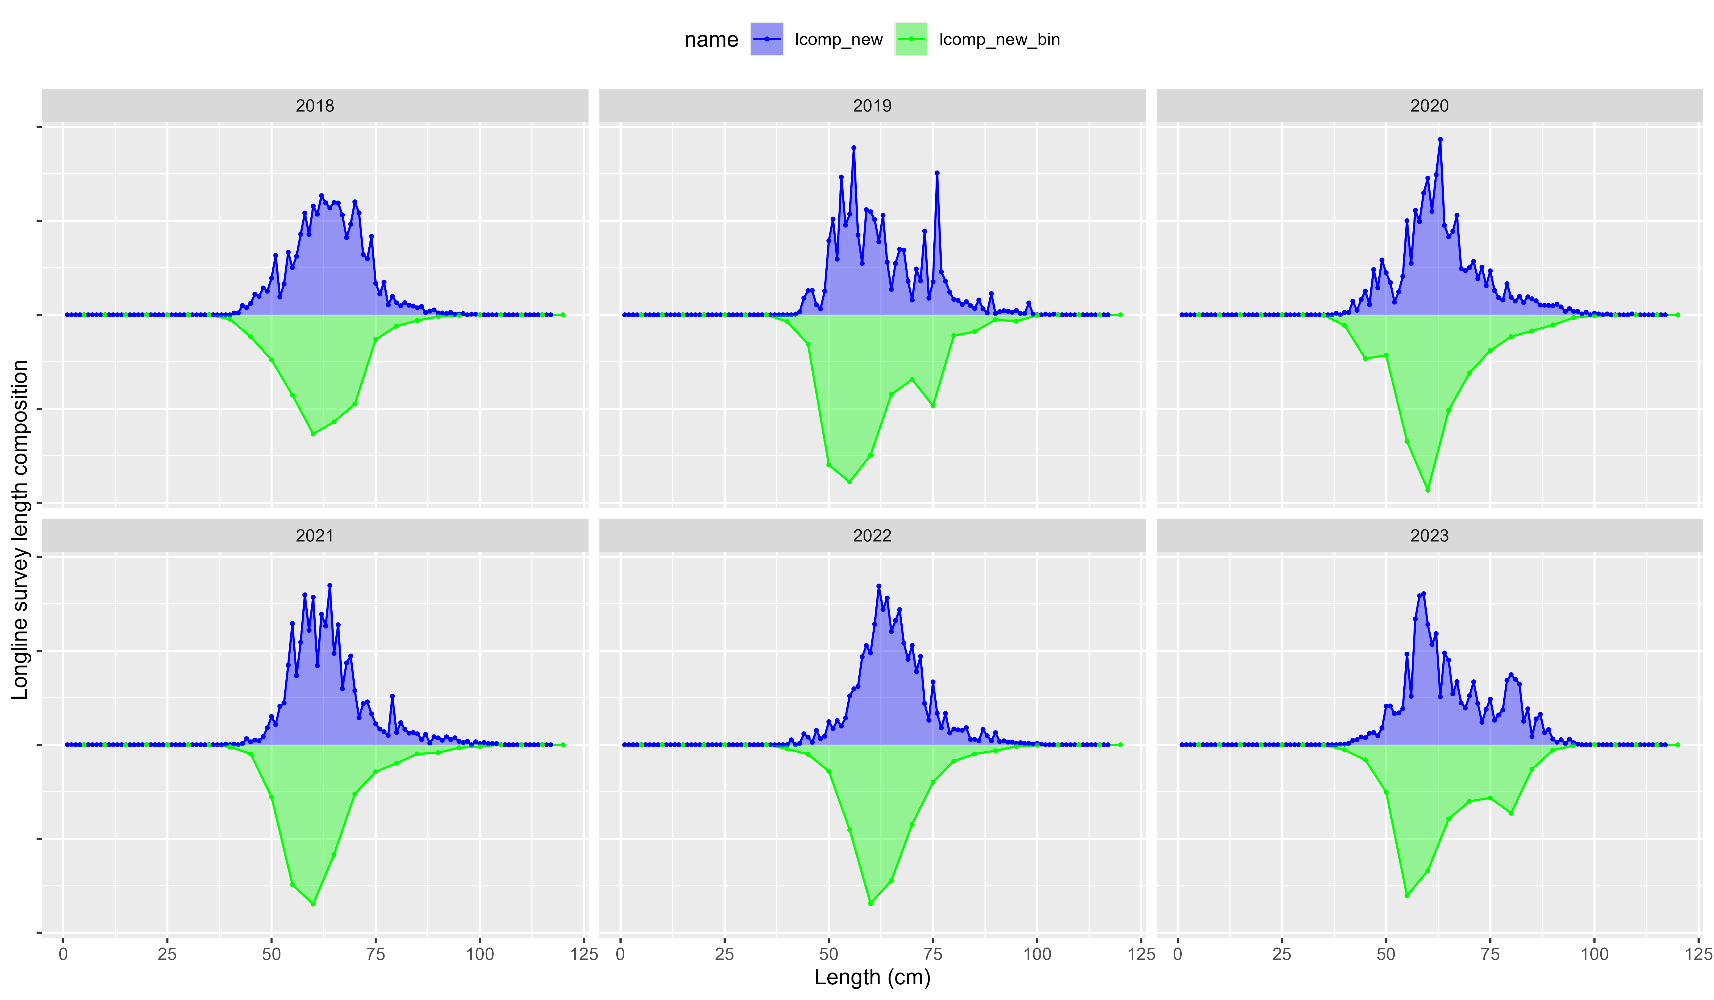 name lcomp_new lcomp_new_bin
2018 2019 2020
Longline survey length composition
2021 2022 2023
0 25 50 75 100 125 0 25 50 75 100 125 0 25 50 75 100 125
Length (cm)